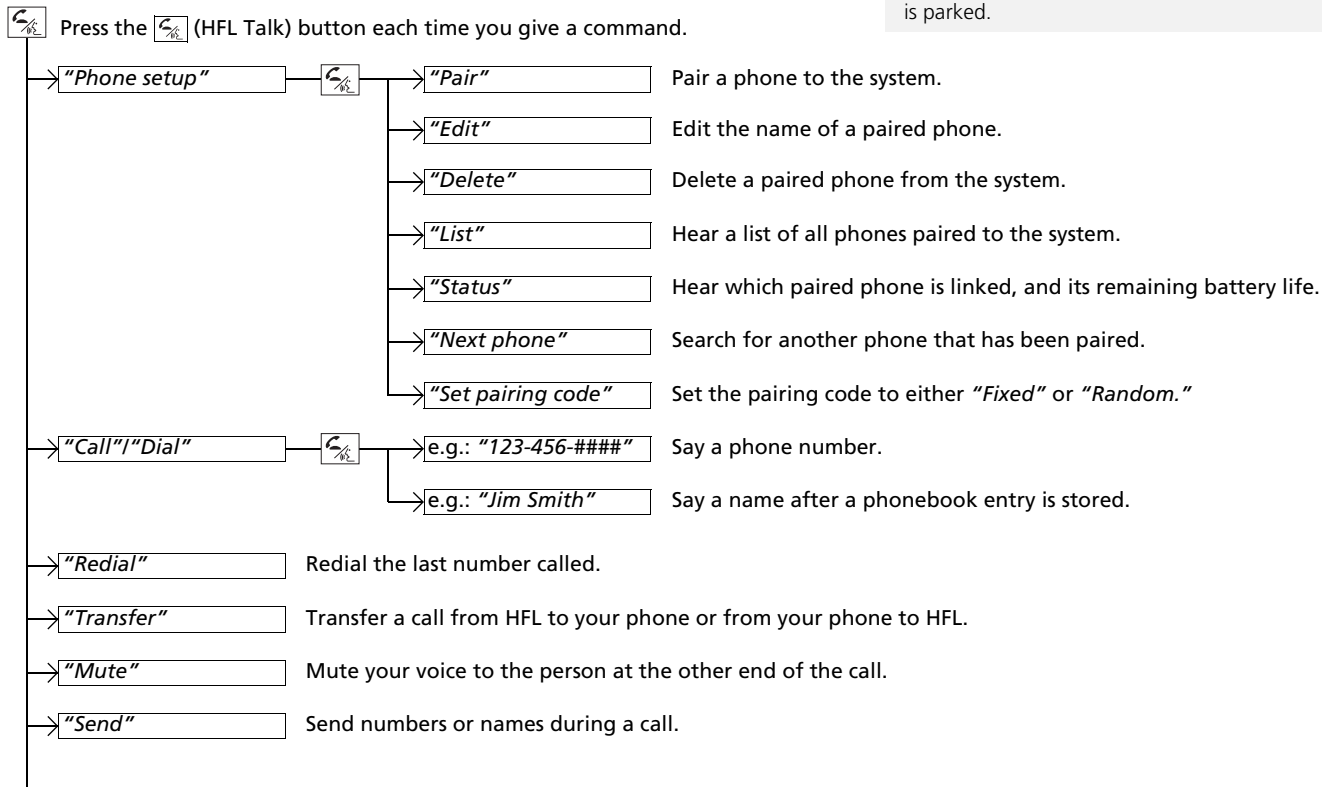 is parked.
Press the (HFL Talk) button each time you give a command.
“Phone setup”
“Pair” Pair a phone to the system.
“Edit” Edit the name of a paired phone.
“Delete” Delete a paired phone from the system.
“List” Hear a list of all phones paired to the system.
“Status” Hear which paired phone is linked, and its remaining battery life.
“Next phone” Search for another phone that has been paired.
“Set pairing code” Set the pairing code to either “Fixed” or “Random.”
“Call”/“Dial”
e.g.: “123-456-####” Say a phone number.
e.g.: “Jim Smith” Say a name after a phonebook entry is stored.
“Redial” Redial the last number called.
“Transfer” Transfer a call from HFL to your phone or from your phone to HFL.
“Mute” Mute your voice to the person at the other end of the call.
“Send” Send numbers or names during a call.